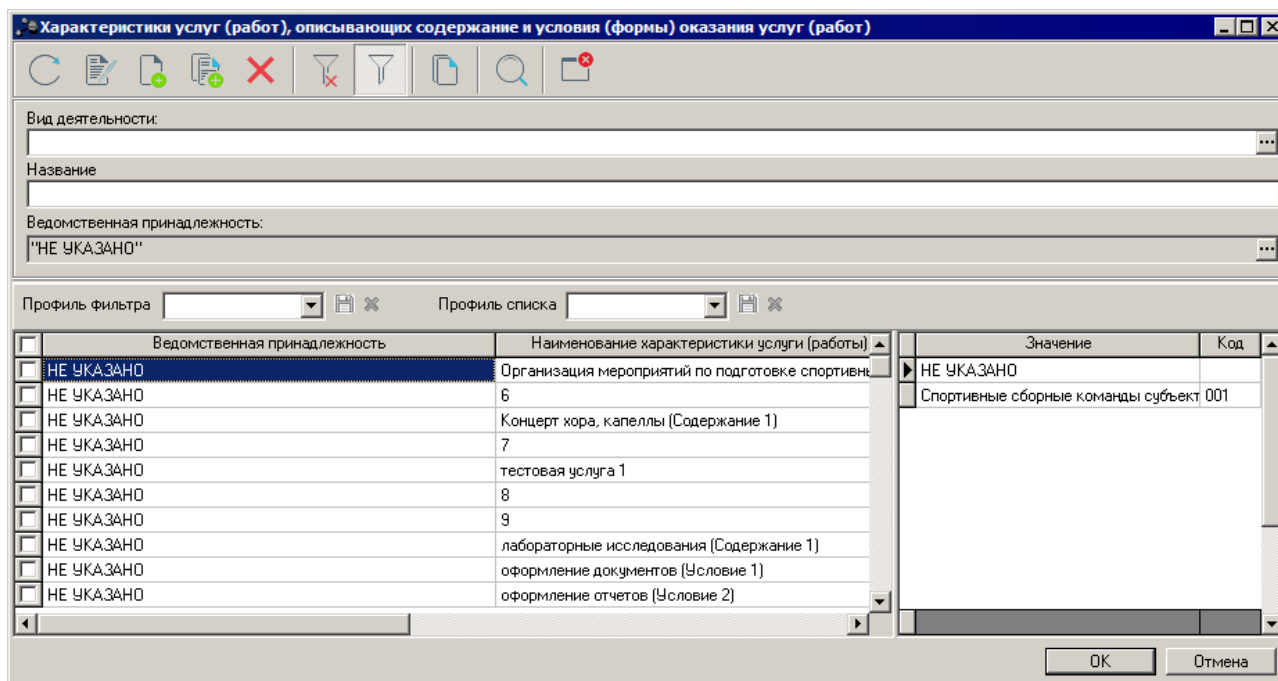 Характеристики услуг (работ), описывающих содержание и условия (формы) оказания услуг (работ)
Вид деятельности:
Название
Ведомственная принадлежность:
"НЕ УКАЗАНО"
Профиль фильтра
Профиль списка
Ведомственная принадлежность Наименование характеристики услуги (работы) Значение Код
НЕ УКАЗАНО Организация мероприятий по подготовке НЕ УКАЗАНО
НЕ УКАЗАНО 6 Спортивные сборные команды 001
НЕ УКАЗАНО Концерт хора, капеллы (Содержание 1)
НЕ УКАЗАНО 7
НЕ УКАЗАНО тестовая услуга 1
НЕ УКАЗАНО 8
НЕ УКАЗАНО 9
НЕ УКАЗАНО лабораторные исследования (Содержание 1)
НЕ УКАЗАНО оформление документов (Условие 1)
НЕ УКАЗАНО оформление отчетов (Условие 2)
OK Отмена